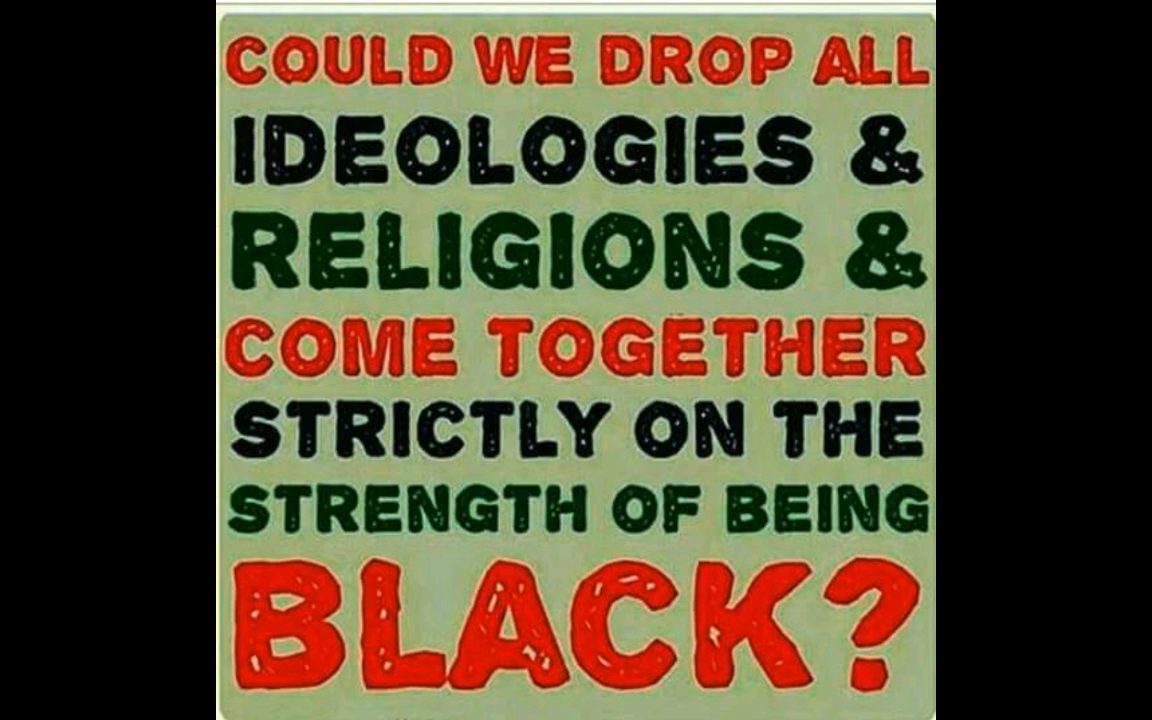 COULD WE DROP ALL
IDEOLOGIES &
RELIGIONS &
COME TOGETHER
STRICTLY ON THE
STRENGTH OF BEING
BLACK?